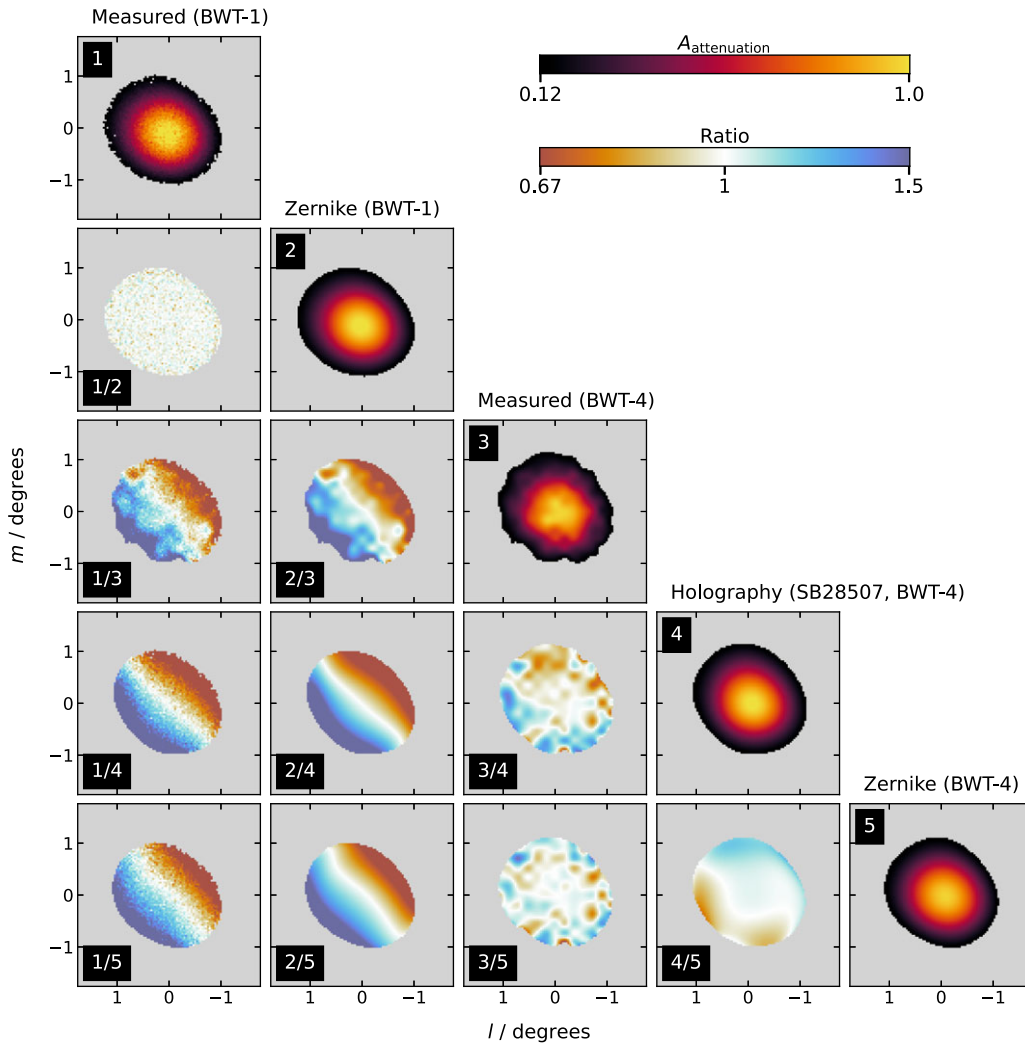 Measured (BWT-1)
1
A_attenuation
0.12 1.0
Ratio
0.67 1 1.5
1
0
−1
Zernike (BWT-1)
1/2
2
1
0
−1
Measured (BWT-4)
1/3
2/3
3
1
0
−1
m / degrees
Holography (SB28507, BWT-4)
1/4
2/4
3/4
4
1
0
−1
Zernike (BWT-4)
1/5
2/5
3/5
4/5
5
1
0
−1
1 0 −1 1 0 −1 1 0 −1 1 0 −1 1 0 −1
l / degrees